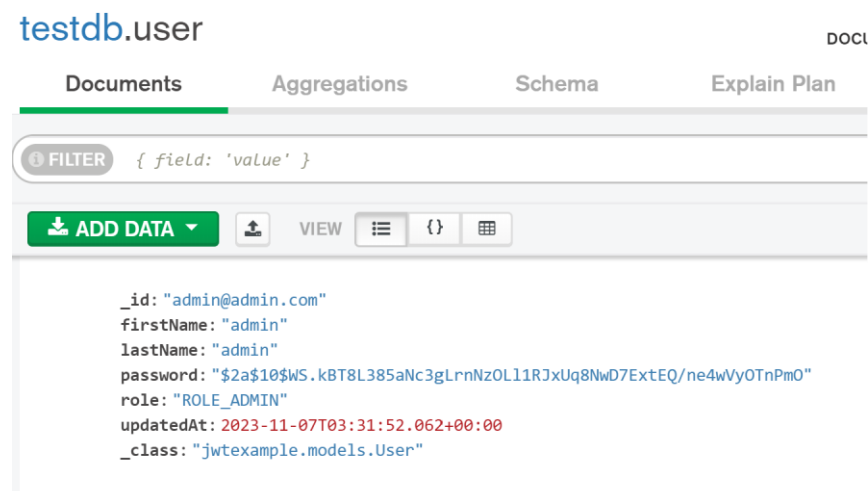 testdb.user
DOCU
Documents Aggregations Schema Explain Plan
FILTER { field: 'value' }
ADD DATA VIEW {}
_id: "admin@admin.com"
firstName: "admin"
lastName: "admin"
password: "$2a$10$WS.kBT8L385aNc3gLrnNzOLl1RJxUq8NwD7ExtEQ/ne4wVyOTnPmO"
role: "ROLE_ADMIN"
updatedAt: 2023-11-07T03:31:52.062+00:00
_class: "jwtexample.models.User"